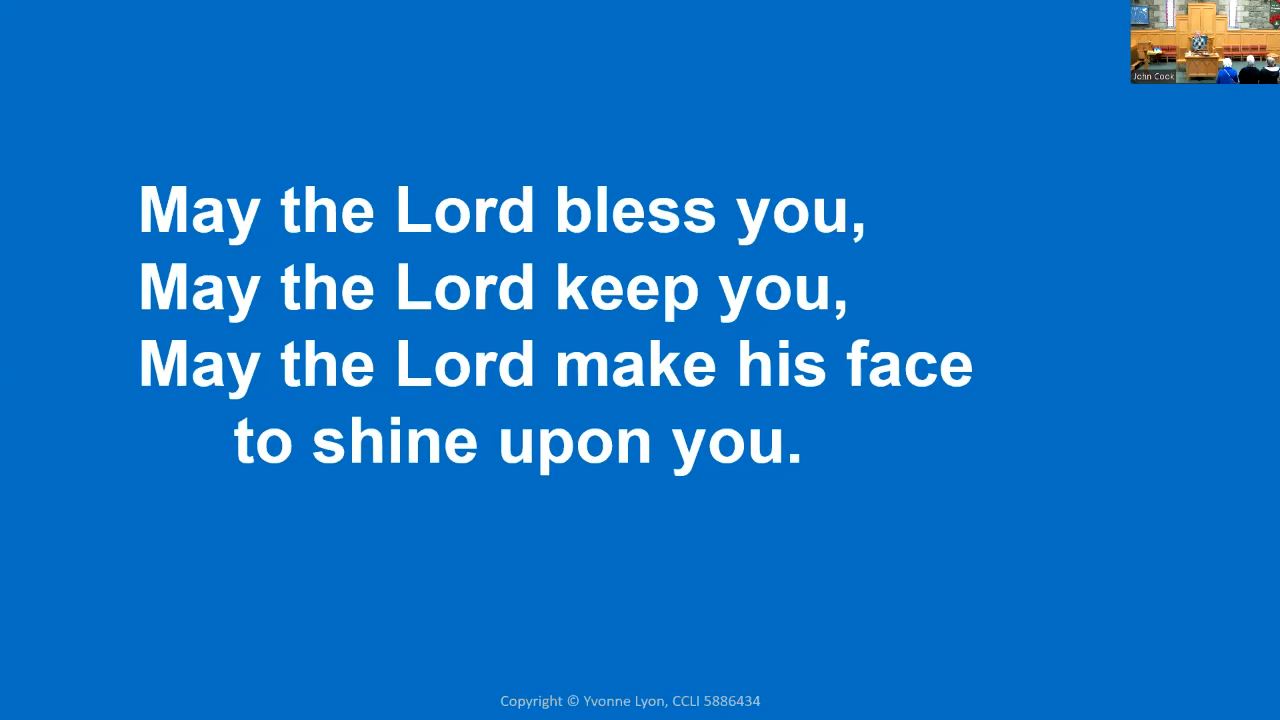 John Cook
May the Lord bless you,
May the Lord keep you,
May the Lord make his face
to shine upon you.
Copyright © Yvonne Lyon, CCLI 5886434